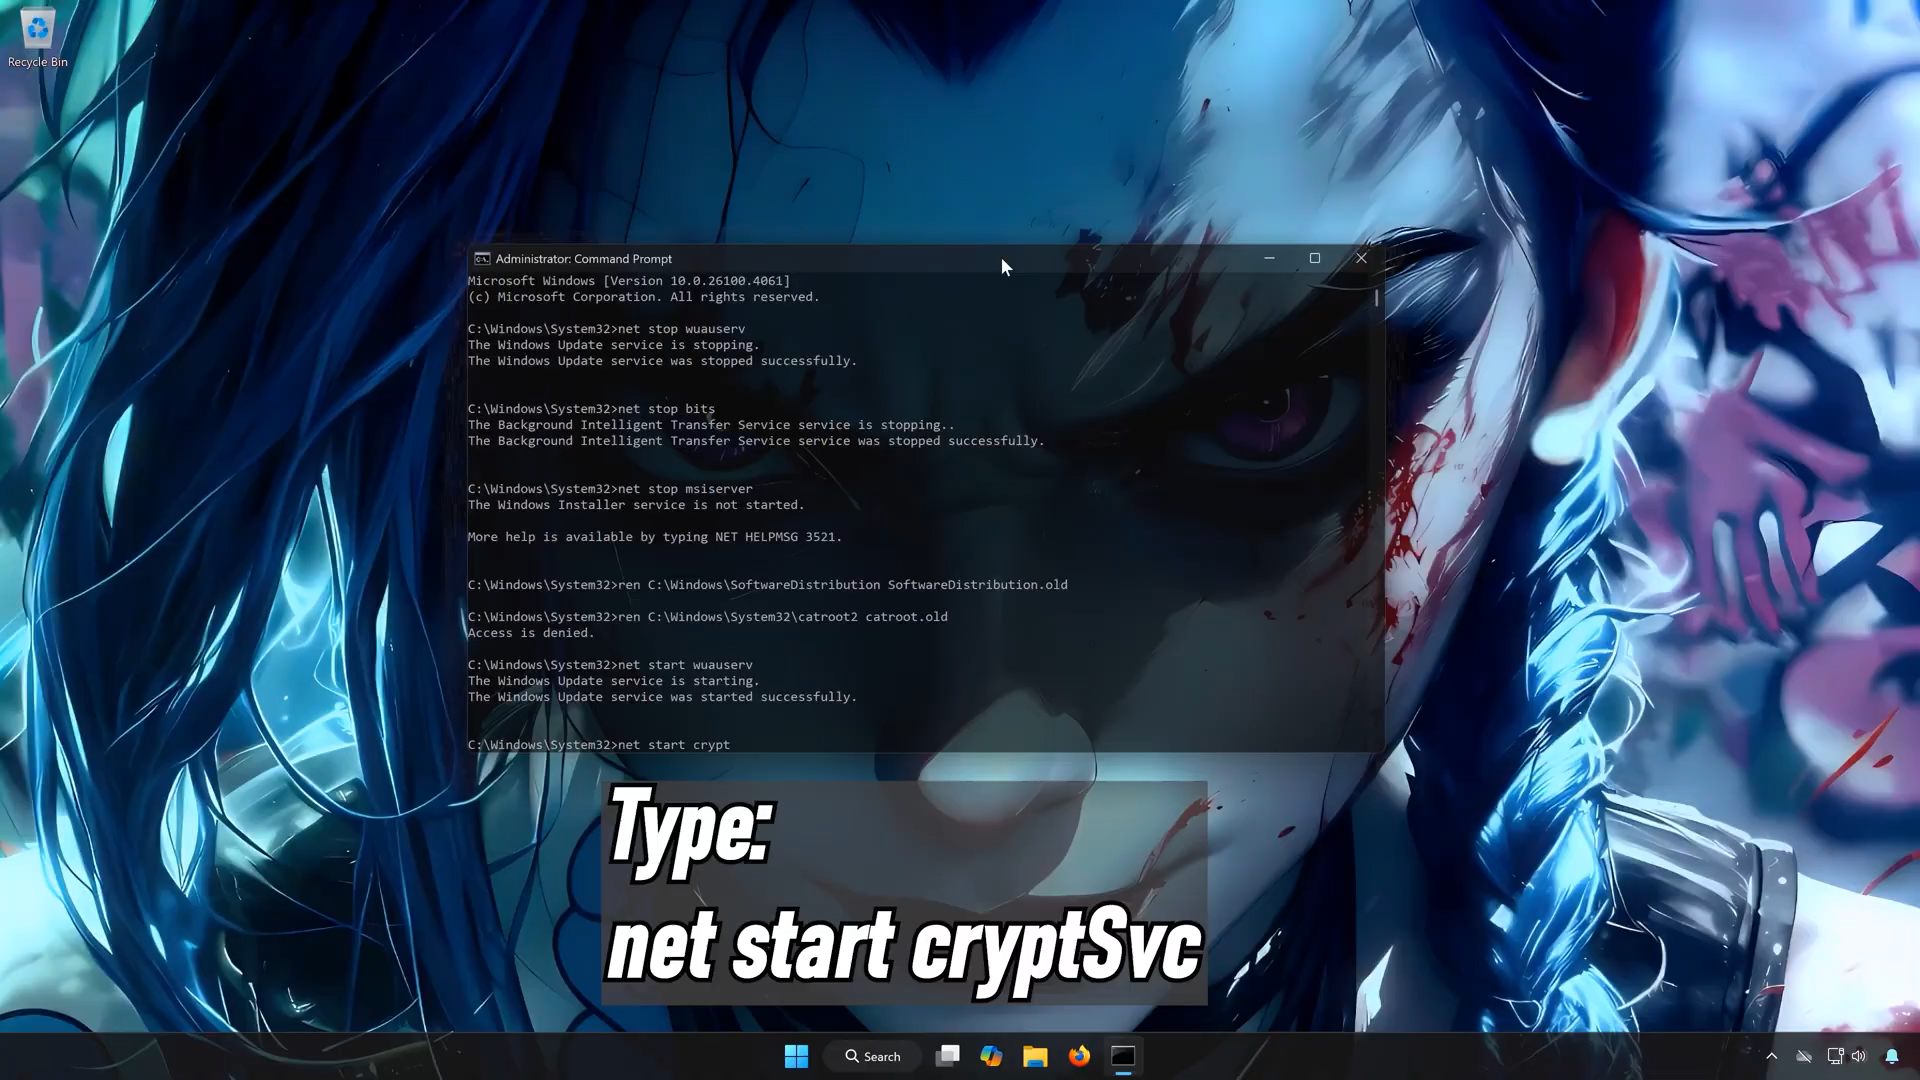 Recycle Bin
Administrator: Command Prompt
Microsoft Windows [Version 10.0.26100.4061]
(c) Microsoft Corporation. All rights reserved.
C:\Windows\System32>net stop wuauserv
The Windows Update service is stopping.
The Windows Update service was stopped successfully.
C:\Windows\System32>net stop bits
The Background Intelligent Transfer Service service is stopping..
The Background Intelligent Transfer Service service was stopped successfully.
C:\Windows\System32>net stop msiserver
The Windows Installer service is not started.
More help is available by typing NET HELPMSG 3521.
C:\Windows\System32>ren C:\Windows\SoftwareDistribution SoftwareDistribution.old
C:\Windows\System32>ren C:\Windows\System32\catroot2 catroot.old
Access is denied.
C:\Windows\System32>net start wuauserv
The Windows Update service is starting.
The Windows Update service was started successfully.
C:\Windows\System32>net start crypt
Type:
net start cryptSvc
Search